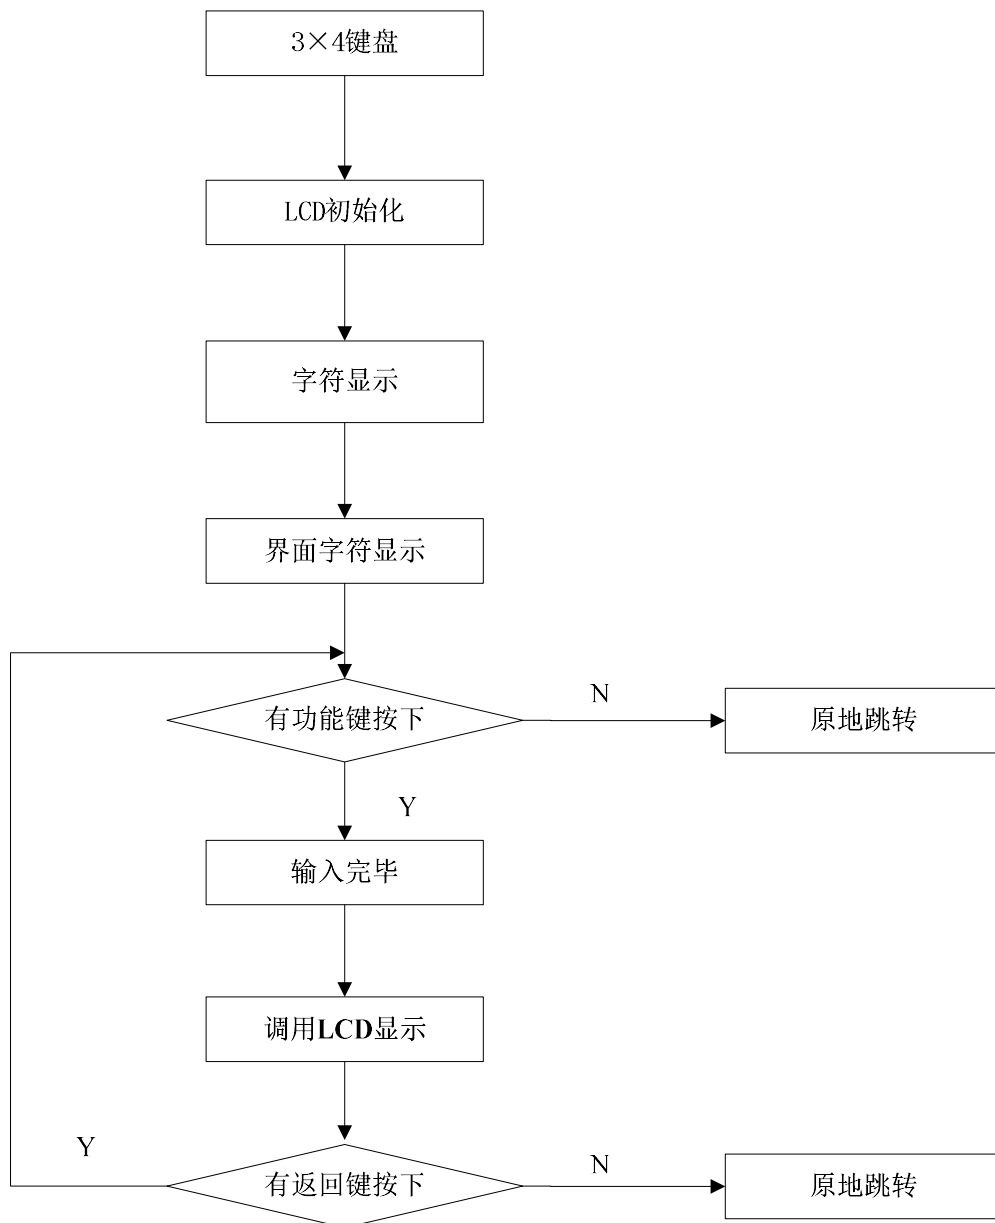 3×4键盘
LCD初始化
字符显示
界面字符显示
有功能键按下
N
原地跳转
Y
输入完毕
调用LCD显示
Y
有返回键按下
N
原地跳转